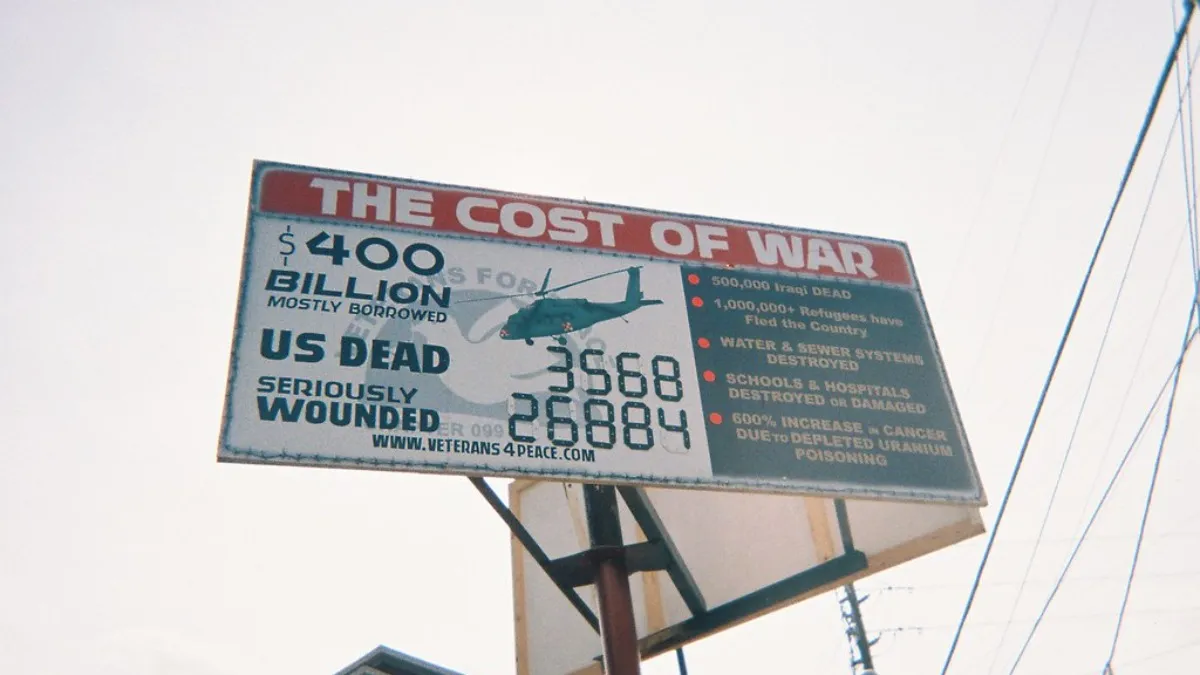 THE COST OF WAR
$400
BILLION
MOSTLY BORROWED
US DEAD 3568
SERIOUSLY
WOUNDED 26884
WWW.VETERANS4PEACE.COM
500,000 Iraqi DEAD
1,000,000+ Refugees have
Fled the Country
WATER & SEWER SYSTEMS
DESTROYED
SCHOOLS & HOSPITALS
DESTROYED OR DAMAGED
600% INCREASE IN CANCER
DUE TO DEPLETED URANIUM
POISONING